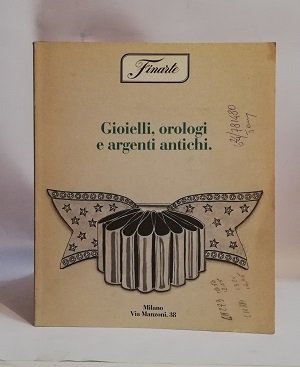 Finarte
Gioielli, orologi
e argenti antichi.
Milano
Via Manzoni, 38